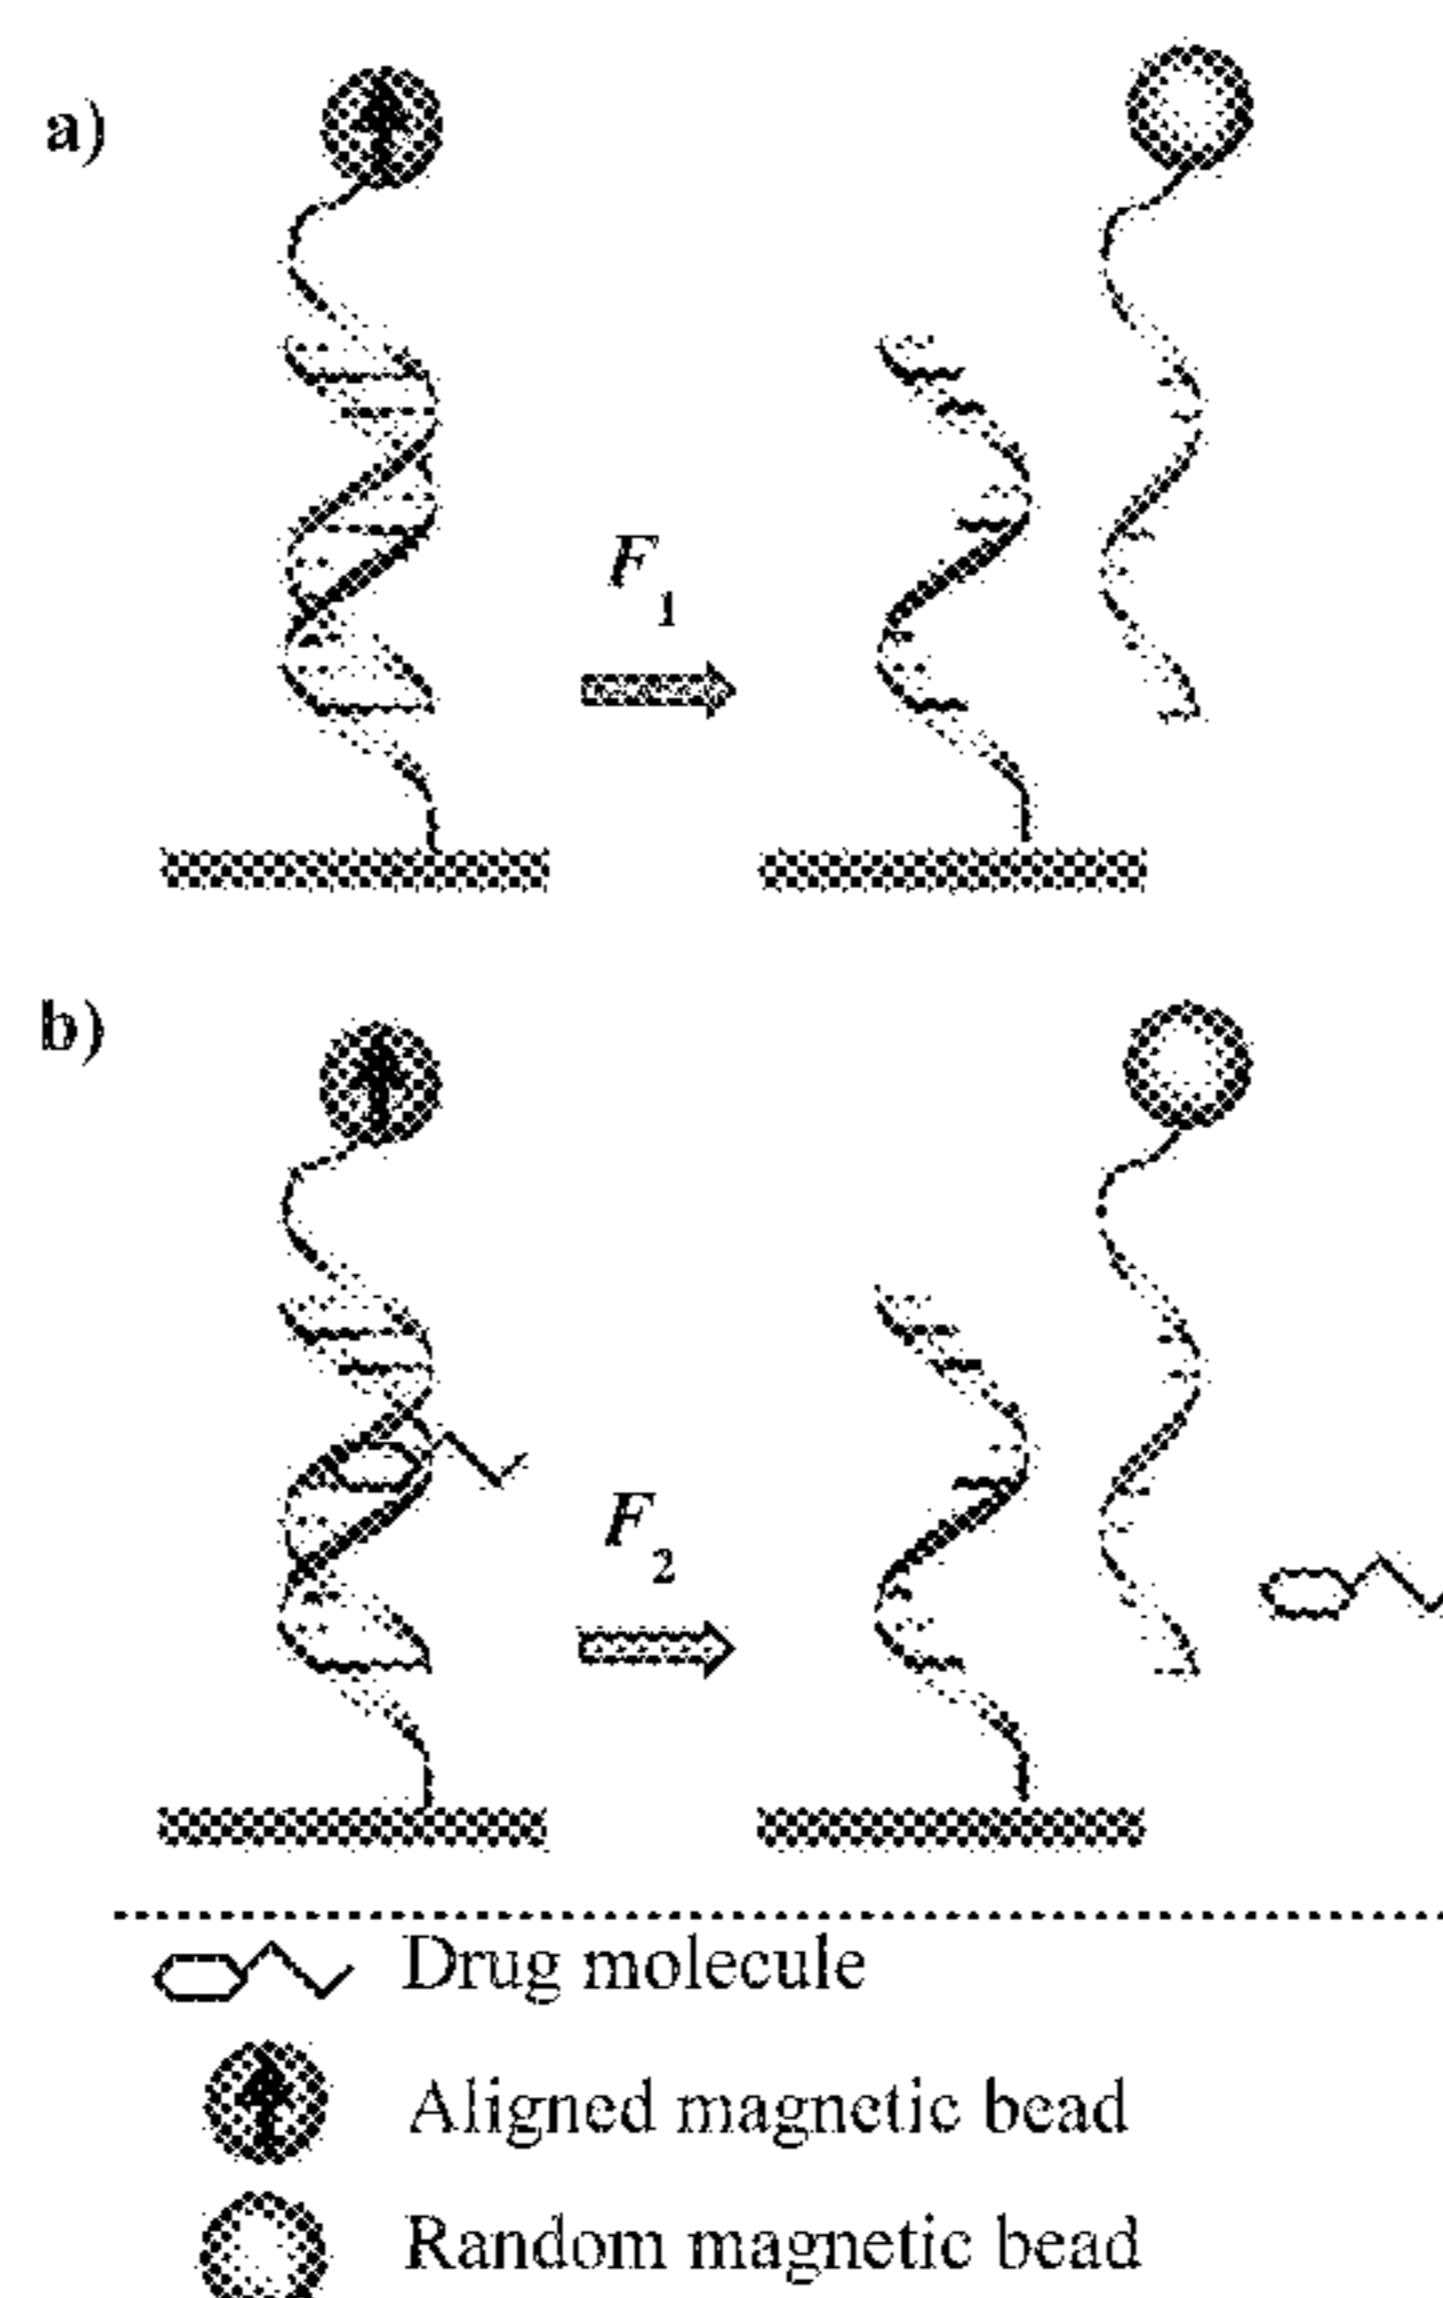 a)
F1
b)
F2
Drug molecule
Aligned magnetic bead
Random magnetic bead